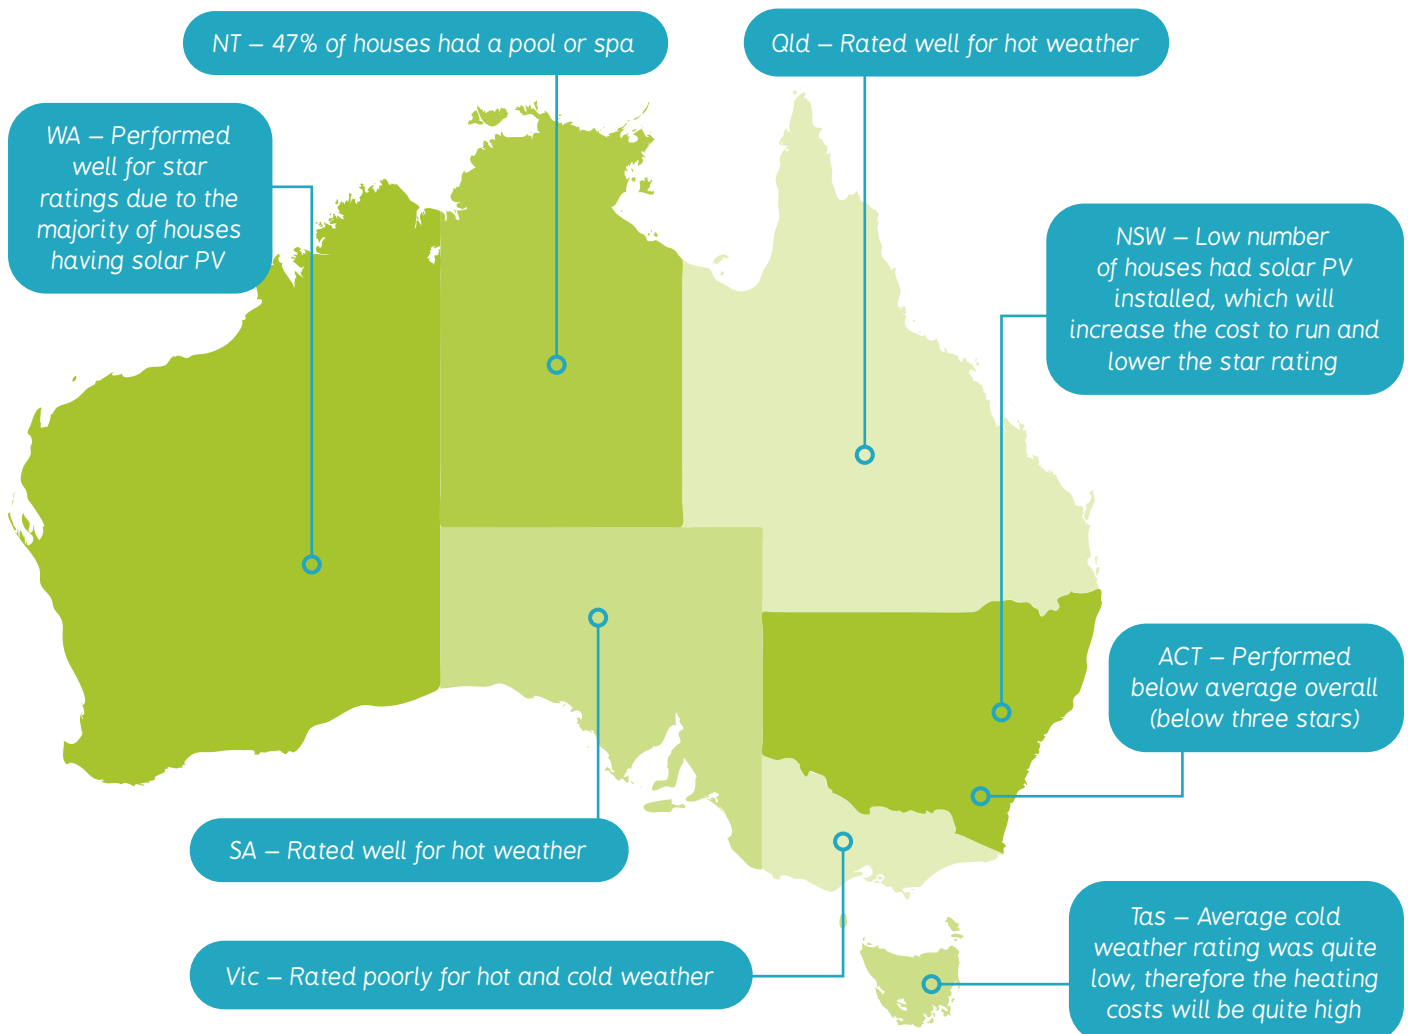 NT – 47% of houses had a pool or spa
Qld – Rated well for hot weather
WA – Performed
well for star
ratings due to the
majority of houses
having solar PV
NSW – Low number
of houses had solar PV
installed, which will
increase the cost to run and
lower the star rating
ACT – Performed
below average overall
(below three stars)
SA – Rated well for hot weather
Vic – Rated poorly for hot and cold weather
Tas – Average cold
weather rating was quite
low, therefore the heating
costs will be quite high